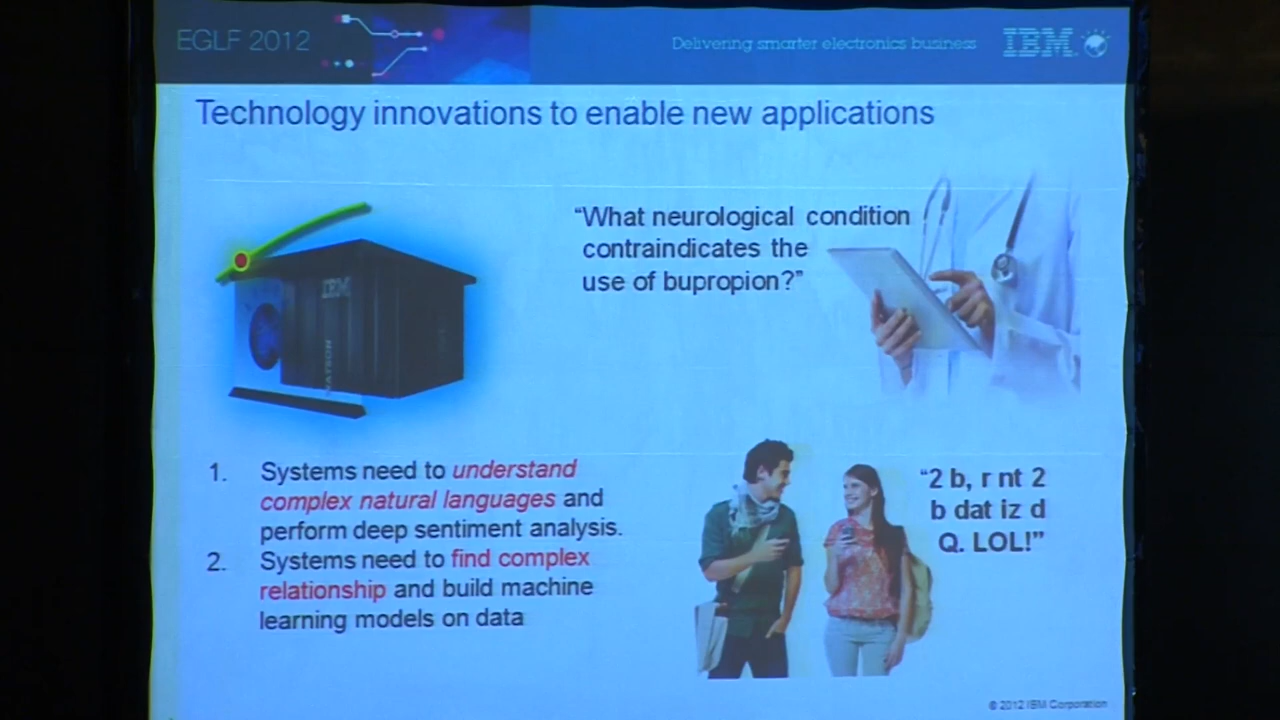 EGLF 2012
Delivering smarter electronics business
IBM
Technology innovations to enable new applications
“What neurological condition
contraindicates the
use of bupropion?”
IBM
WATSON
1. Systems need to understand
complex natural languages and
perform deep sentiment analysis.
2. Systems need to find complex
relationship and build machine
learning models on data
“2 b, r nt 2
b dat iz d
Q. LOL!”
© 2012 IBM Corporation